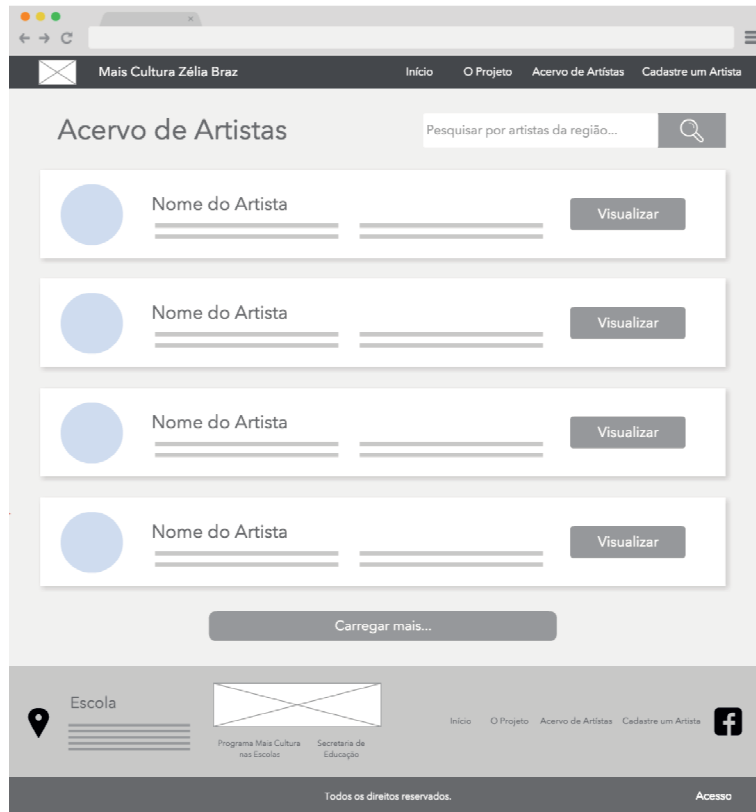 Mais Cultura Zélia Braz
Início
O Projeto
Acervo de Artístas
Cadastre um Artista
Acervo de Artistas
Pesquisar por artistas da região...
Nome do Artista
Visualizar
Nome do Artista
Visualizar
Nome do Artista
Visualizar
Nome do Artista
Visualizar
Carregar mais...
Escola
Programa Mais Cultura
nas Escolas
Secretaria de
Educação
Início
O Projeto
Acervo de Artístas
Cadastre um Artista
Todos os direitos reservados.
Acesso